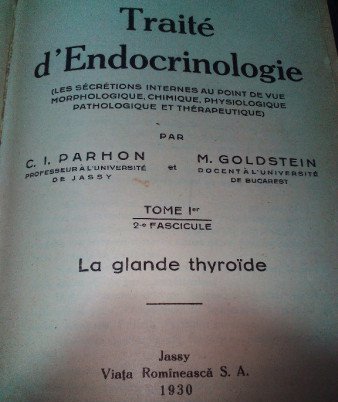 Traité
d'Endocrinologie
(LES SÉCRÉTIONS INTERNES AU POINT DE VUE
MORPHOLOGIQUE, CHIMIQUE, PHYSIOLOGIQUE
PATHOLOGIQUE ET THÉRAPEUTIQUE)
PAR
C. I. PARHON et M. GOLDSTEIN
PROFESSEUR À L'UNIVERSITÉ DOCENT À L'UNIVERSITÉ
DE JASSY DE BUCAREST
TOME Ier
2-e FASCICULE
La glande thyroïde
Jassy
Viața Romînească S. A.
1930